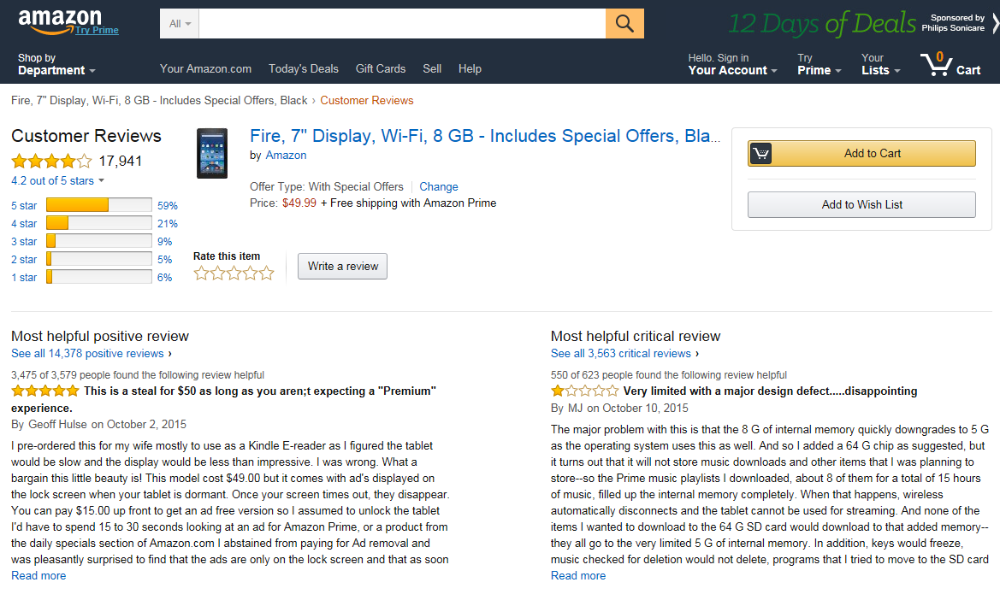 amazon
Try Prime
All
12 Days of Deals
Sponsored by
Philips Sonicare
Shop by
Department
Your Amazon.com
Today's Deals
Gift Cards
Sell
Help
Hello. Sign in
Your Account
Try
Prime
Your
Lists
0
Cart
Fire, 7" Display, Wi-Fi, 8 GB - Includes Special Offers, Black › Customer Reviews
Customer Reviews
17,941
4.2 out of 5 stars
5 star 59%
4 star 21%
3 star 9%
2 star 5%
1 star 6%
Fire, 7" Display, Wi-Fi, 8 GB - Includes Special Offers, Bla...
by Amazon
Offer Type: With Special Offers | Change
Price: $49.99 + Free shipping with Amazon Prime
Rate this item
Write a review
Add to Cart
Add to Wish List
Most helpful positive review
See all 14,378 positive reviews ›
3,475 of 3,579 people found the following review helpful
This is a steal for $50 as long as you aren;t expecting a "Premium"
experience.
By Geoff Hulse on October 2, 2015
I pre-ordered this for my wife mostly to use as a Kindle E-reader as I figured the tablet
would be slow and the display would be less than impressive. I was wrong. What a
bargain this little beauty is! This model cost $49.00 but it comes with ad's displayed on
the lock screen when your tablet is dormant. Once your screen times out, they disappear.
You can pay $15.00 up front to get an ad free version so I assumed to unlock the tablet
I'd have to spend 15 to 30 seconds looking at an ad for Amazon Prime, or a product from
the daily specials section of Amazon.com I abstained from paying for Ad removal and
was pleasantly surprised to find that the ads are only on the lock screen and that as soon
Read more
Most helpful critical review
See all 3,563 critical reviews ›
550 of 623 people found the following review helpful
Very limited with a major design defect.....disappointing
By MJ on October 10, 2015
The major problem with this is that the 8 G of internal memory quickly downgrades to 5 G
as the operating system uses this as well. And so I added a 64 G chip as suggested, but
it turns out that it will not store music downloads and other items that I was planning to
store--so the Prime music playlists I downloaded, about 8 of them for a total of 15 hours
of music, filled up the internal memory completely. When that happens, wireless
automatically disconnects and the tablet cannot be used for streaming. And none of the
items I wanted to download to the 64 G SD card would download to that added memory--
they all go to the very limited 5 G of internal memory. In addition, keys would freeze,
music checked for deletion would not delete, programs that I tried to move to the SD card
Read more